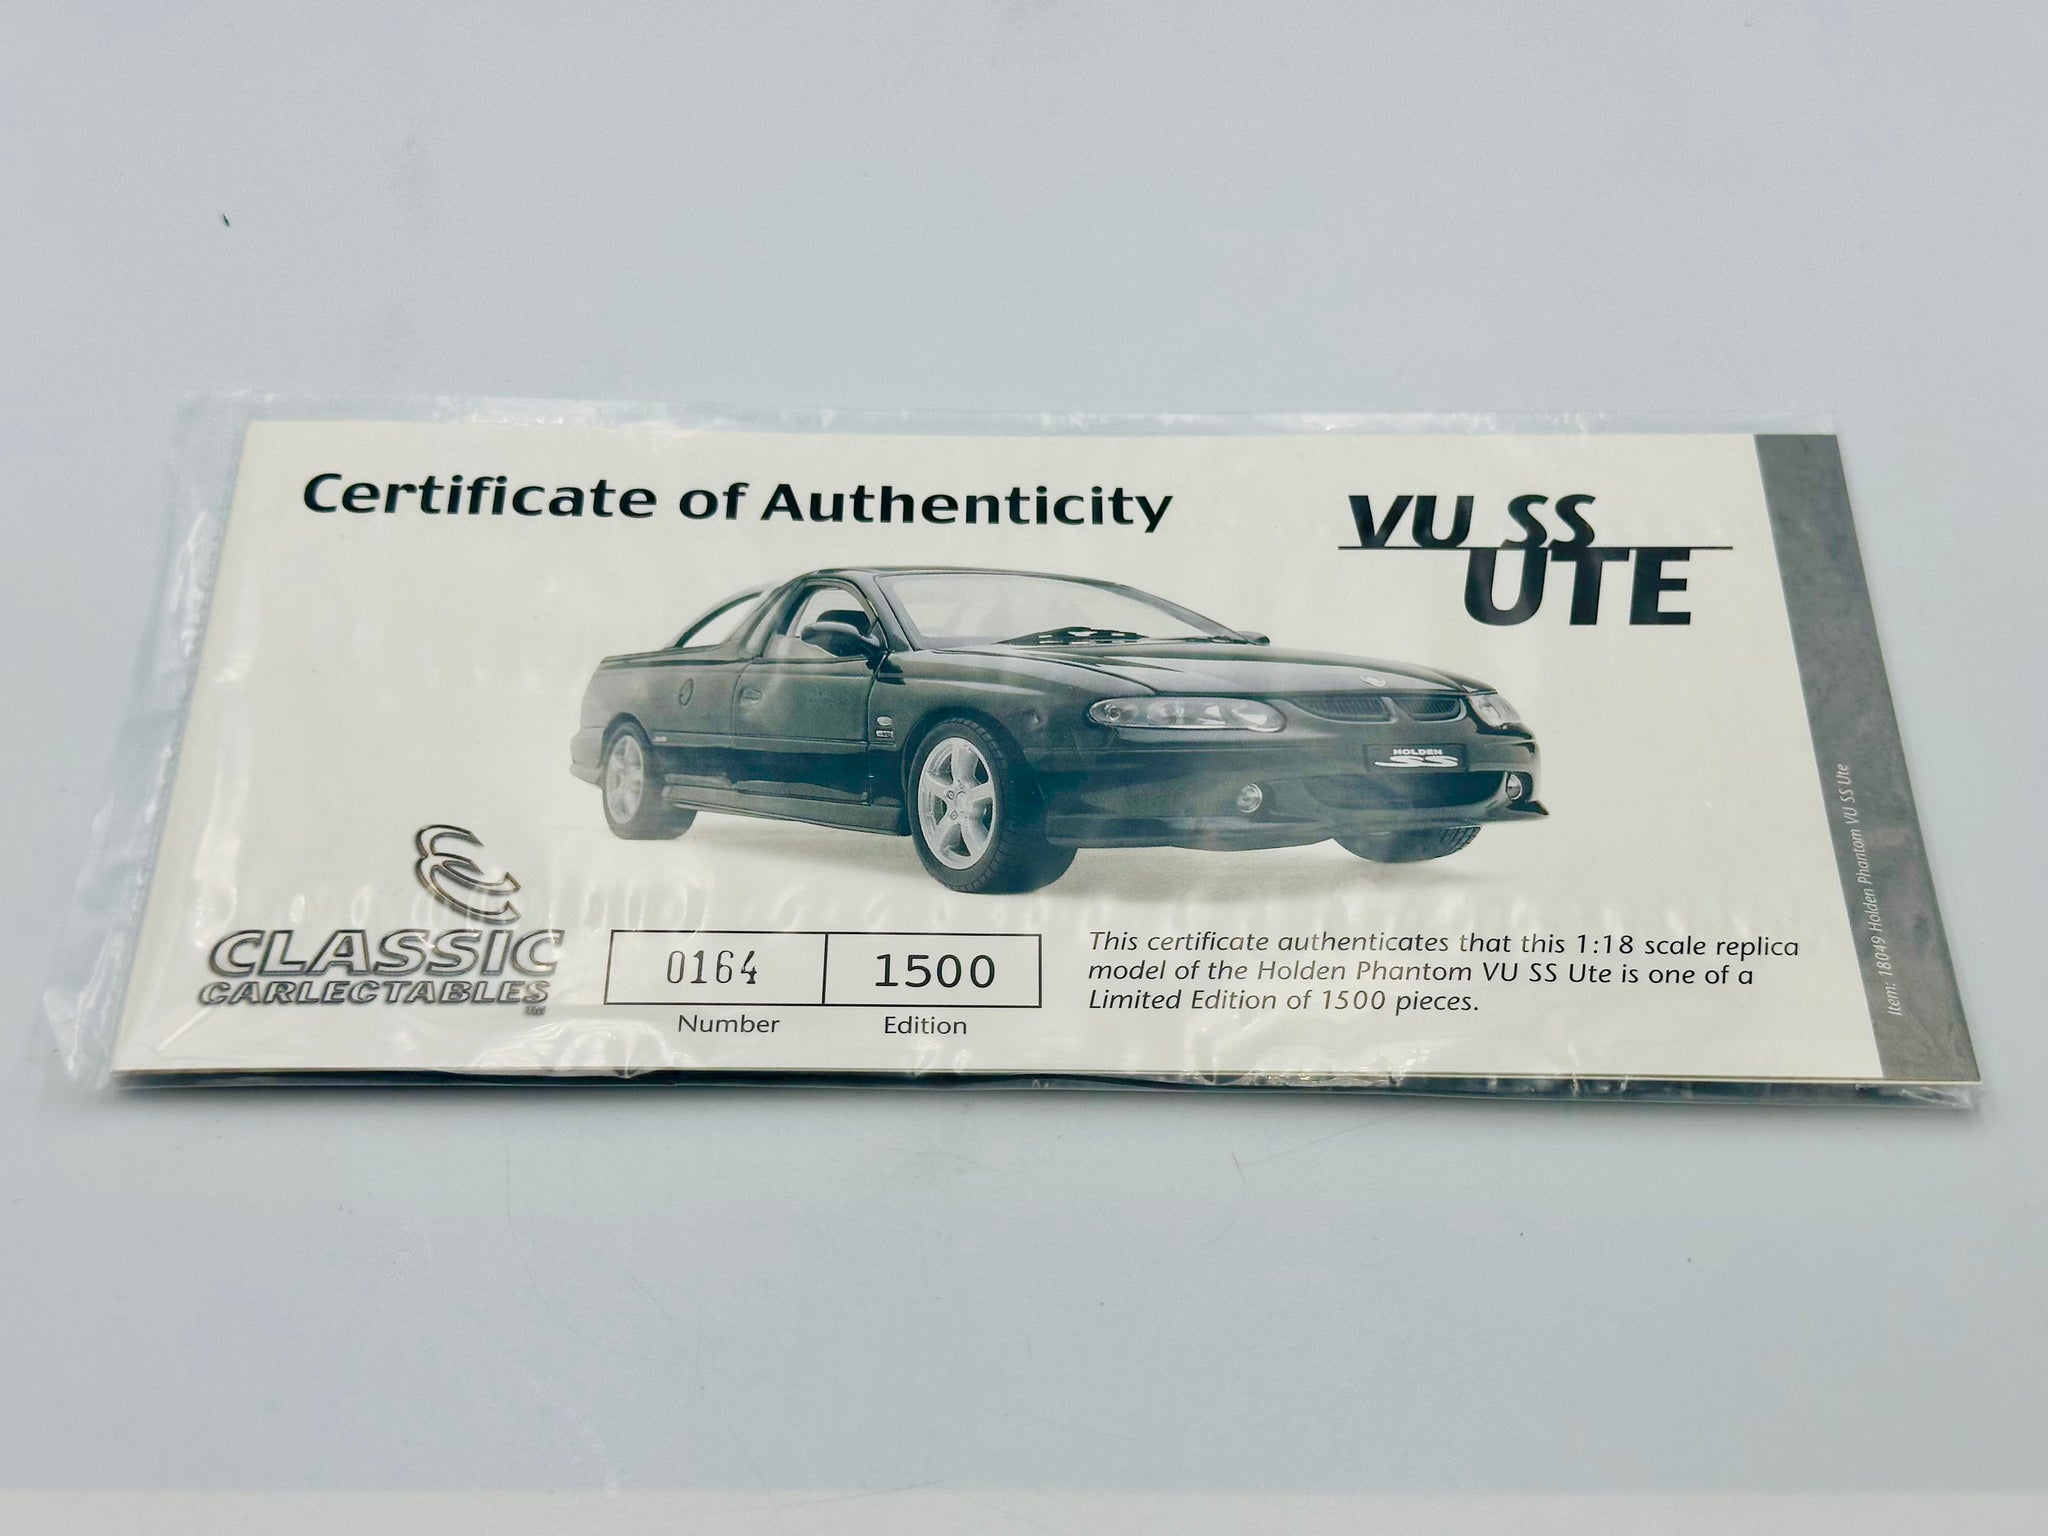 Certificate of Authenticity
VU SS
UTE
HOLDEN
SS
CLASSIC
CARLECTABLES
TM
0164
1500
Number
Edition
This certificate authenticates that this 1:18 scale replica
model of the Holden Phantom VU SS Ute is one of a
Limited Edition of 1500 pieces.
Item: 18049 Holden Phantom VU SS Ute